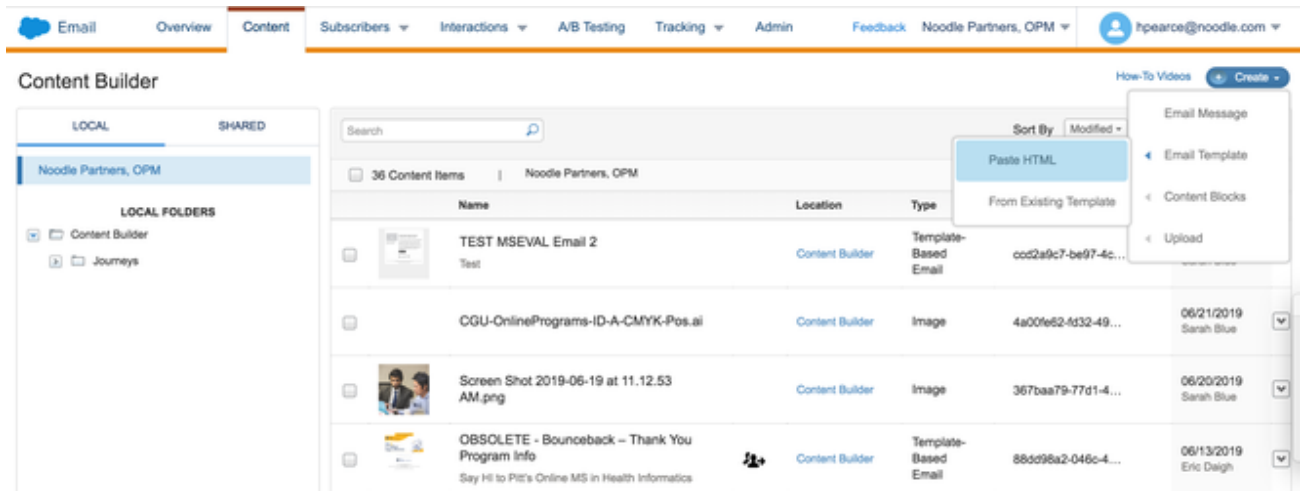 Email Overview Content Subscribers Interactions A/B Testing Tracking Admin Feedback Noodle Partners, OPM hpearce@noodle.com
Content Builder
How-To Videos Create
LOCAL SHARED
Search
Sort By Modified
Email Message
Noodle Partners, OPM
36 Content Items | Noodle Partners, OPM
Paste HTML
Email Template
LOCAL FOLDERS
Name Location Type
From Existing Template
Content Blocks
Content Builder
Journeys
Upload
TEST MSEVAL Email 2
Test
Content Builder
Template-
Based
Email
ccd2a9c7-be97-4c...
CGU-OnlinePrograms-ID-A-CMYK-Pos.ai
Content Builder
Image
4a00fe62-fd32-49...
06/21/2019
Sarah Blue
Screen Shot 2019-06-19 at 11.12.53
AM.png
Content Builder
Image
367baa79-77d1-4...
06/20/2019
Sarah Blue
OBSOLETE - Bounceback – Thank You
Program Info
Say Hi to Pitt's Online MS in Health Informatics
Content Builder
Template-
Based
Email
88dd98a2-046c-4...
06/13/2019
Eric Daigh